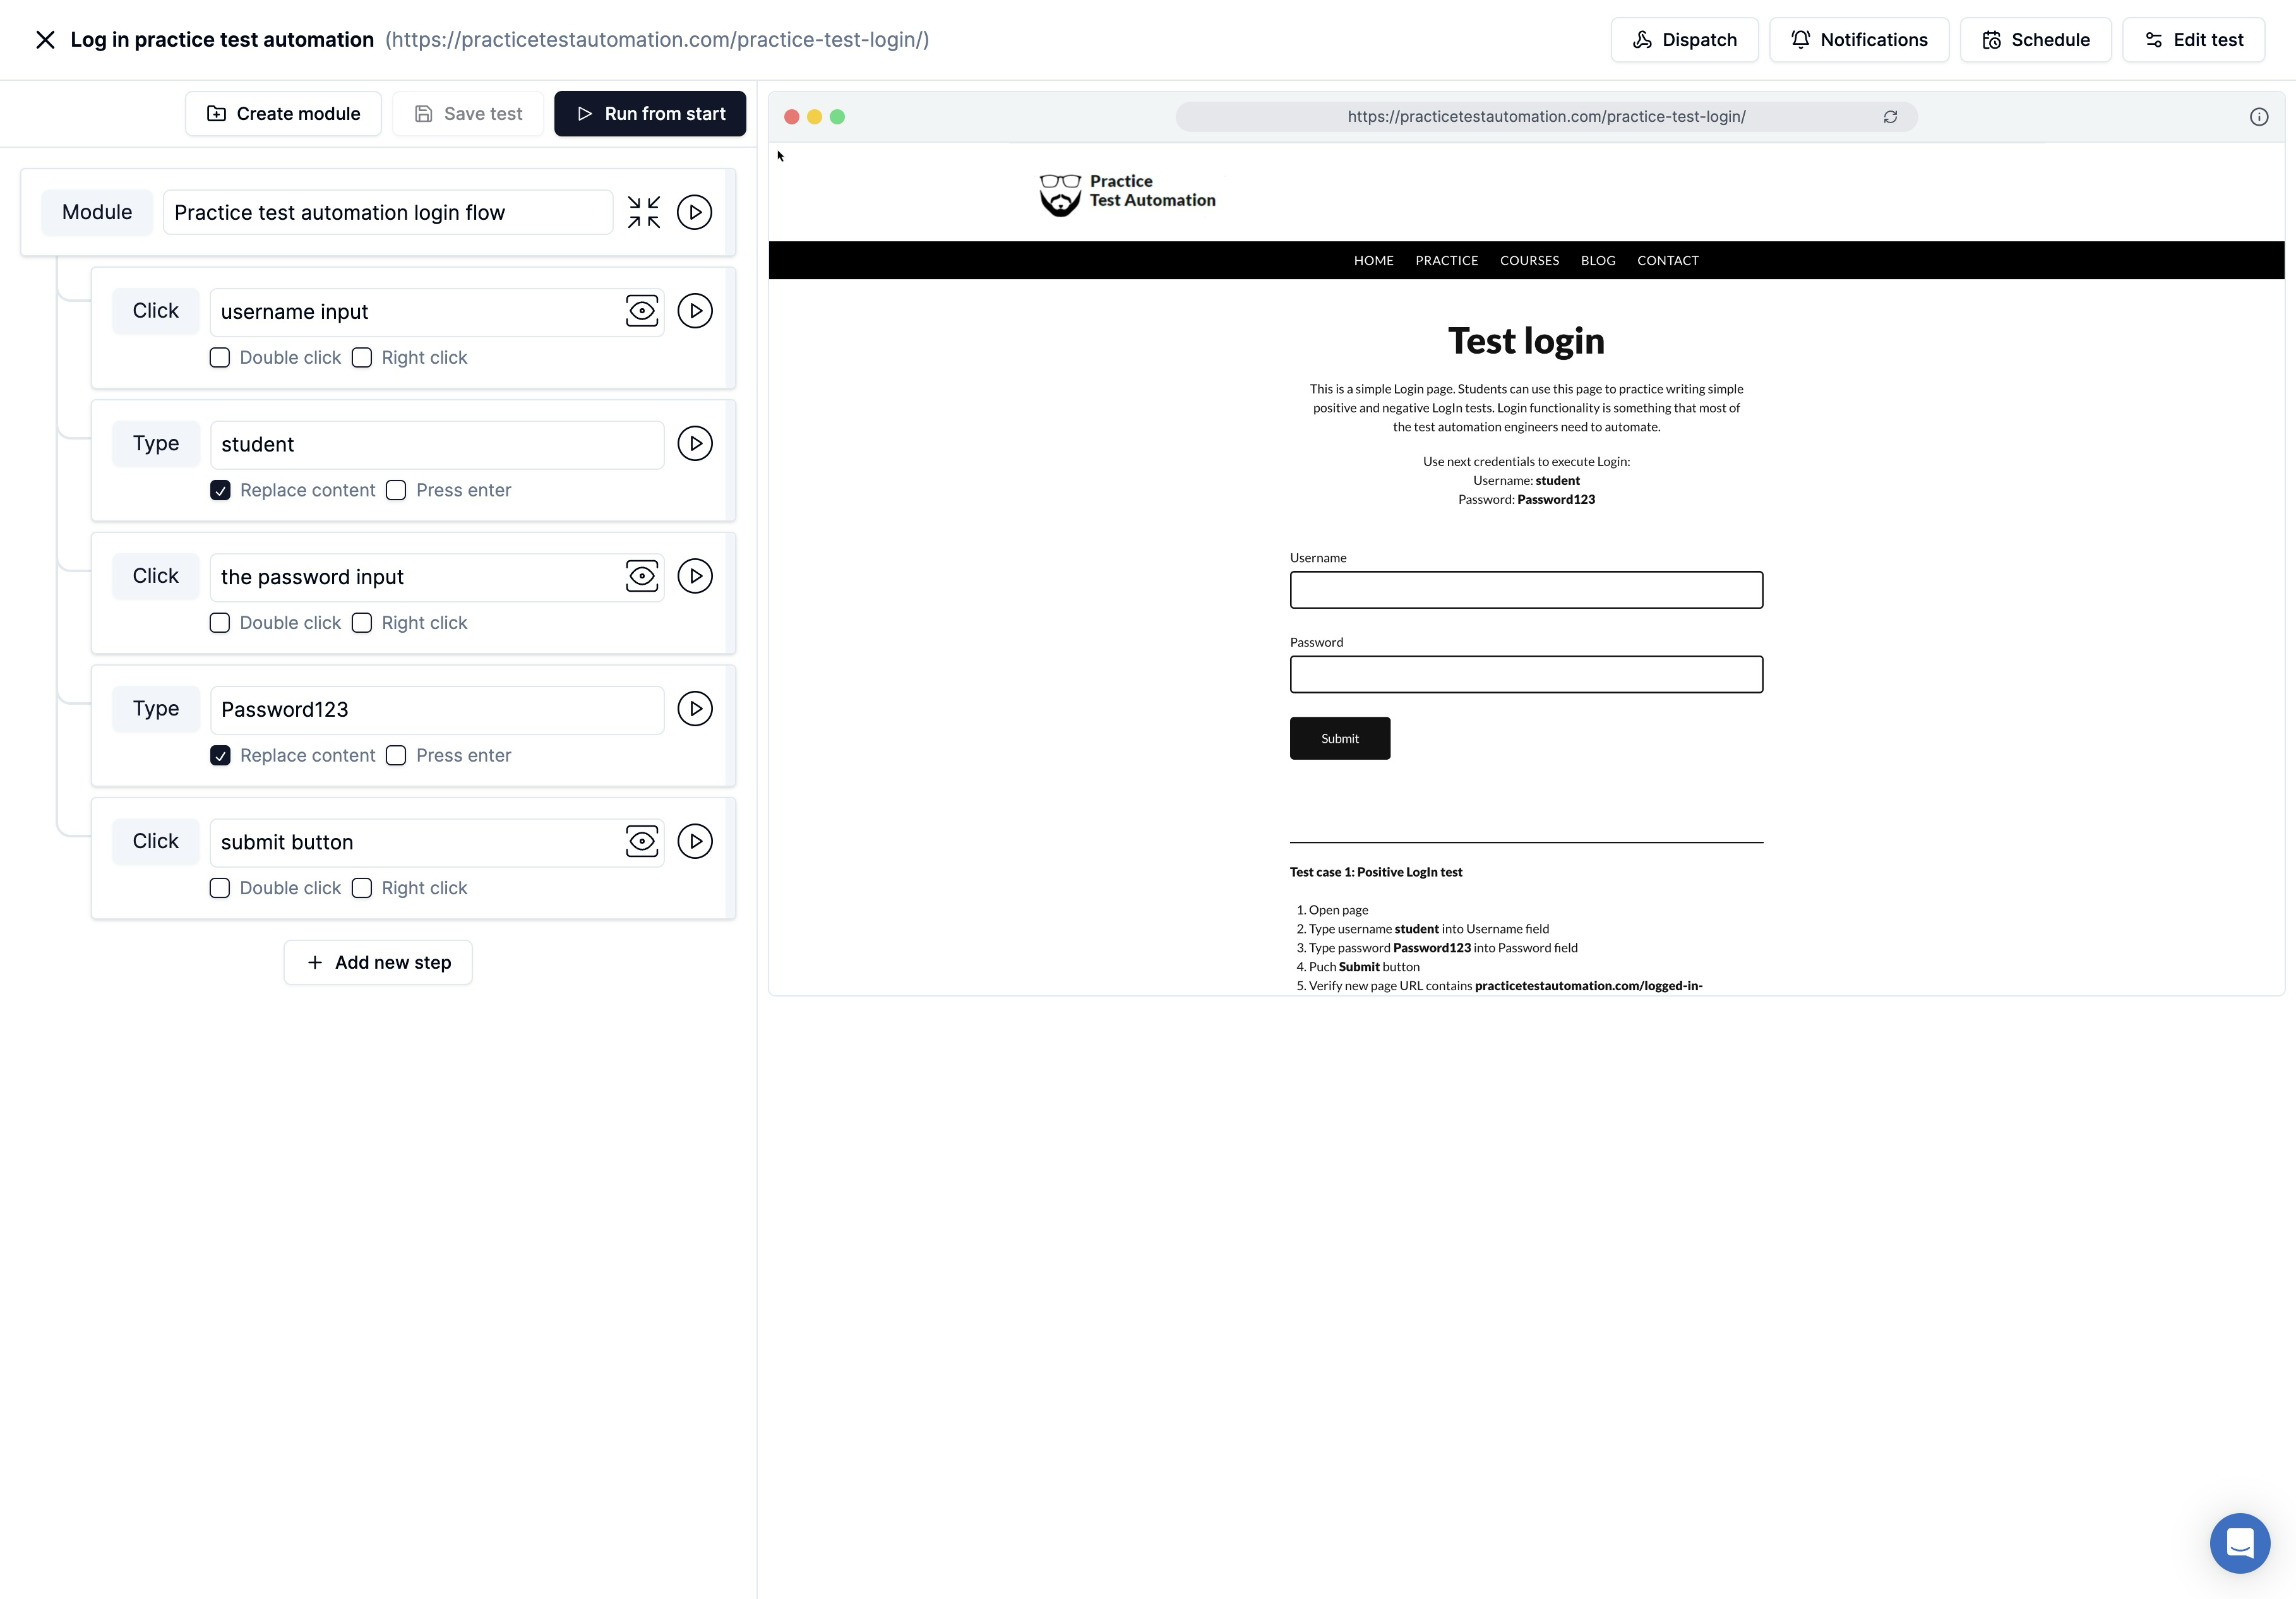 Log in practice test automation (https://practicetestautomation.com/practice-test-login/)
Dispatch
Notifications
Schedule
Edit test
Create module
Save test
Run from start
Module
Practice test automation login flow
Click
username input
Double click
Right click
Type
student
Replace content
Press enter
Click
the password input
Double click
Right click
Type
Password123
Replace content
Press enter
Click
submit button
Double click
Right click
Add new step
https://practicetestautomation.com/practice-test-login/
Practice
Test Automation
HOME
PRACTICE
COURSES
BLOG
CONTACT
Test login
This is a simple Login page. Students can use this page to practice writing simple
positive and negative LogIn tests. Login functionality is something that most of
the test automation engineers need to automate.
Use next credentials to execute Login:
Username: student
Password: Password123
Username
Password
Submit
Test case 1: Positive LogIn test
1. Open page
2. Type username student into Username field
3. Type password Password123 into Password field
4. Puch Submit button
5. Verify new page URL contains practicetestautomation.com/logged-in-